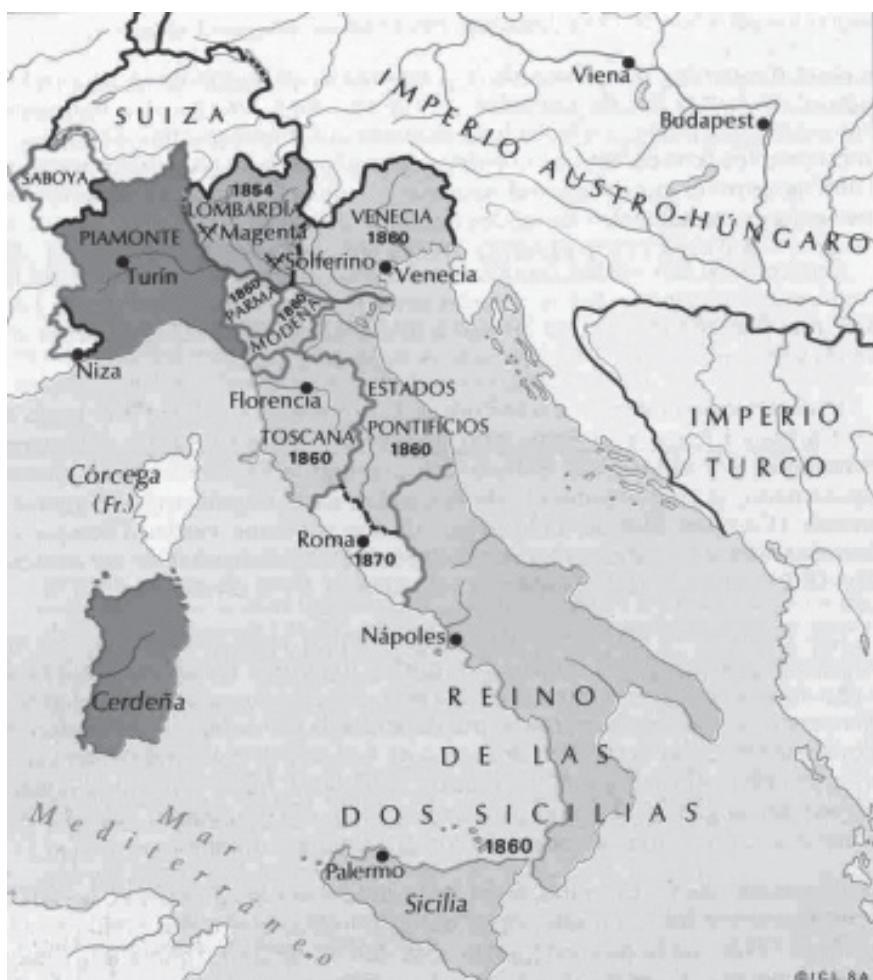 Viena
Budapest
IMPERIO
AUSTRO-HÚNGARO
SUIZA
SABOYA
1854
LOMBARDÍA
Magenta
VENECIA
1860
PIAMONTE
Turín
Solferino
Venecia
1860
PARMA
1860
MODENA
Niza
Florencia
ESTADOS
PONTIFÍCIOS
1860
TOSCANA
1860
IMPERIO
TURCO
Córcega
(Fr.)
Roma
1870
Nápoles
Cerdeña
REINO
DE LAS
DOS SICILIAS
1860
Mar
Mediterráneo
Palermo
Sicilia